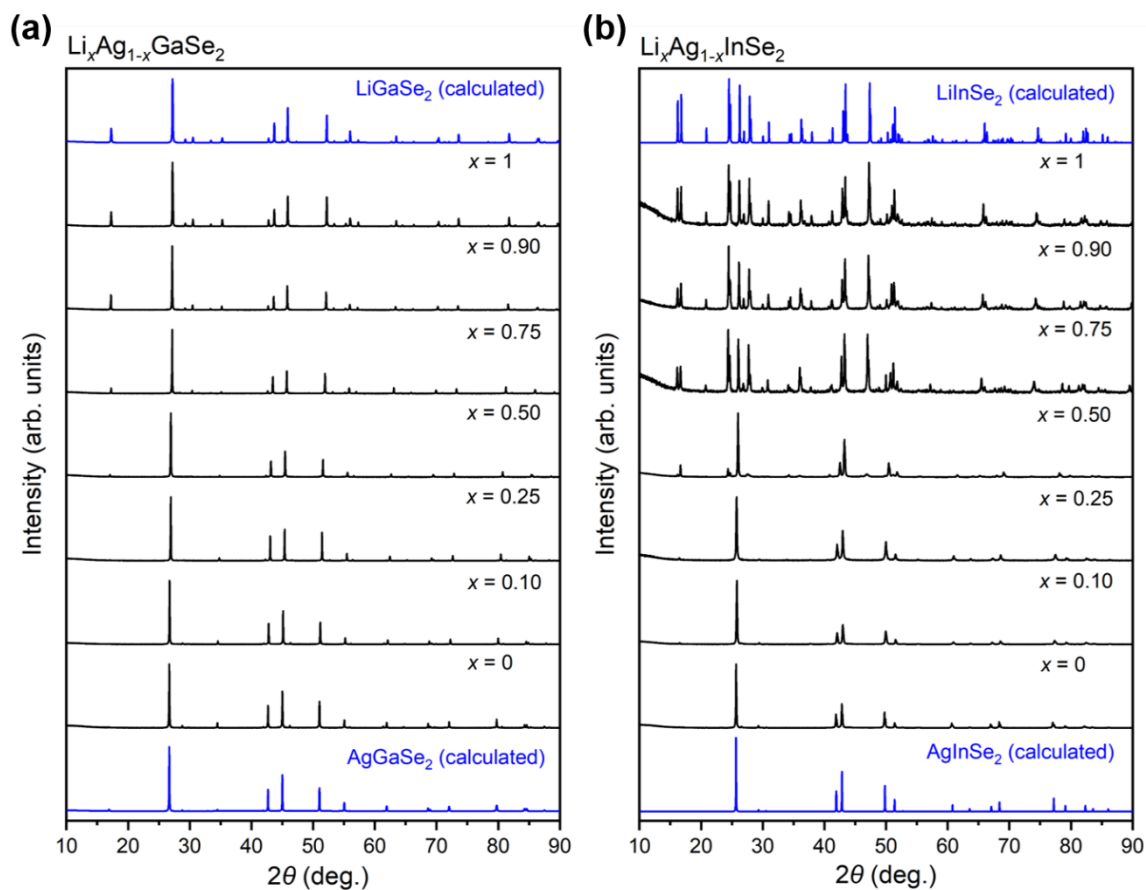 (a)
LiₓAg₁₋ₓGaSe₂
LiGaSe₂ (calculated)
x = 1
x = 0.90
x = 0.75
x = 0.50
x = 0.25
x = 0.10
x = 0
AgGaSe₂ (calculated)
Intensity (arb. units)
10 20 30 40 50 60 70 80 90
2θ (deg.)
(b)
LiₓAg₁₋ₓInSe₂
LiInSe₂ (calculated)
x = 1
x = 0.90
x = 0.75
x = 0.50
x = 0.25
x = 0.10
x = 0
AgInSe₂ (calculated)
Intensity (arb. units)
10 20 30 40 50 60 70 80 90
2θ (deg.)